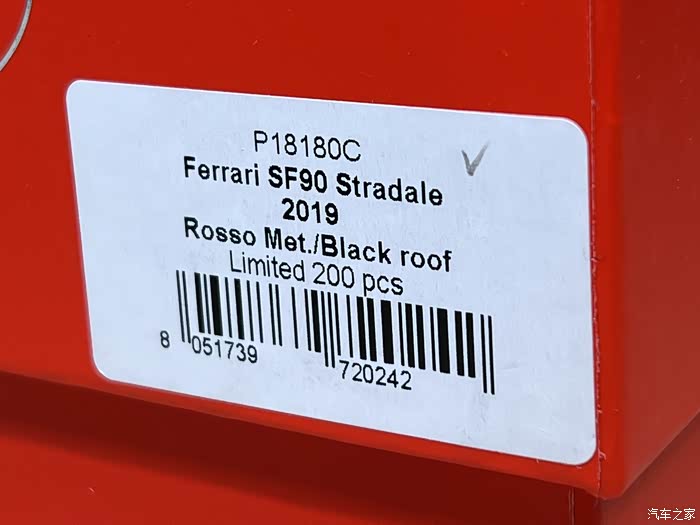 P18180C
Ferrari SF90 Stradale
2019
Rosso Met./Black roof
Limited 200 pcs
8 051739 720242
汽车之家